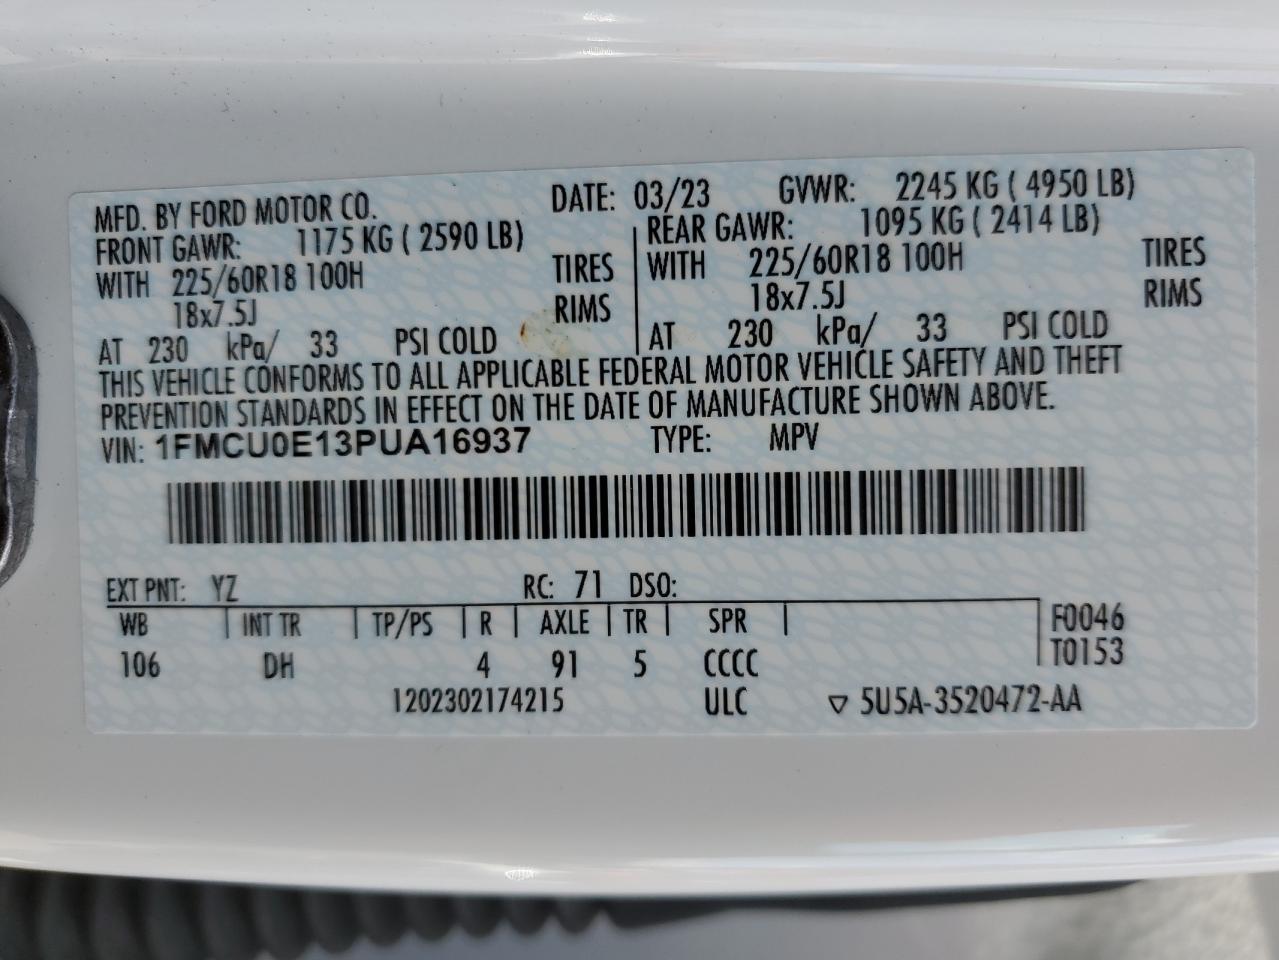 MFD. BY FORD MOTOR CO. DATE: 03/23 GVWR: 2245 KG ( 4950 LB)
FRONT GAWR: 1175 KG ( 2590 LB) REAR GAWR: 1095 KG ( 2414 LB)
WITH 225/60R18 100H TIRES WITH 225/60R18 100H TIRES
18x7.5J RIMS 18x7.5J RIMS
AT 230 kPa/ 33 PSI COLD AT 230 kPa/ 33 PSI COLD
THIS VEHICLE CONFORMS TO ALL APPLICABLE FEDERAL MOTOR VEHICLE SAFETY AND THEFT
PREVENTION STANDARDS IN EFFECT ON THE DATE OF MANUFACTURE SHOWN ABOVE.
VIN: 1FMCU0E13PUA16937 TYPE: MPV
EXT PNT: YZ RC: 71 DSO:
WB INT TR TP/PS R AXLE TR SPR F0046
106 DH 4 91 5 CCCC T0153
1202302174215 ULC ▽ 5U5A-3520472-AA